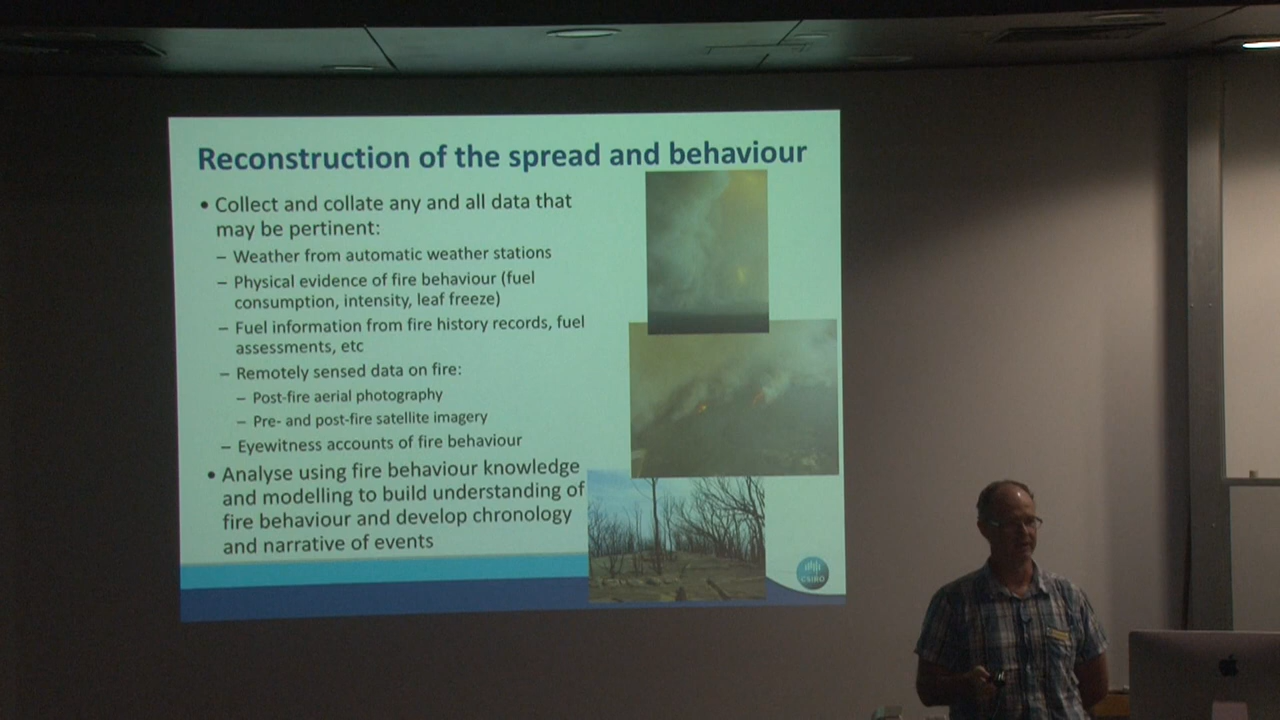 Reconstruction of the spread and behaviour
• Collect and collate any and all data that
may be pertinent:
– Weather from automatic weather stations
– Physical evidence of fire behaviour (fuel
consumption, intensity, leaf freeze)
– Fuel information from fire history records, fuel
assessments, etc
– Remotely sensed data on fire:
– Post-fire aerial photography
– Pre- and post-fire satellite imagery
– Eyewitness accounts of fire behaviour
• Analyse using fire behaviour knowledge
and modelling to build understanding of
fire behaviour and develop chronology
and narrative of events
CSIRO